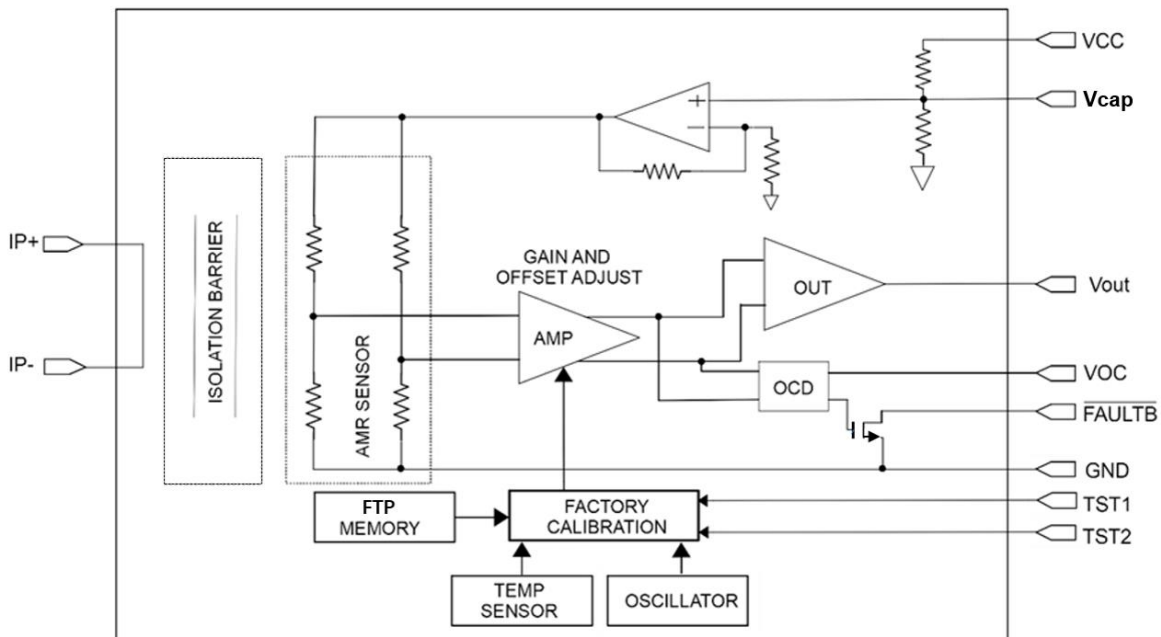 VCC
Vcap
+
−
IP+
IP-
ISOLATION BARRIER
AMR SENSOR
GAIN AND
OFFSET ADJUST
AMP
OUT
Vout
OCD
VOC
FAULTB
GND
FTP
MEMORY
FACTORY
CALIBRATION
TST1
TST2
TEMP
SENSOR
OSCILLATOR